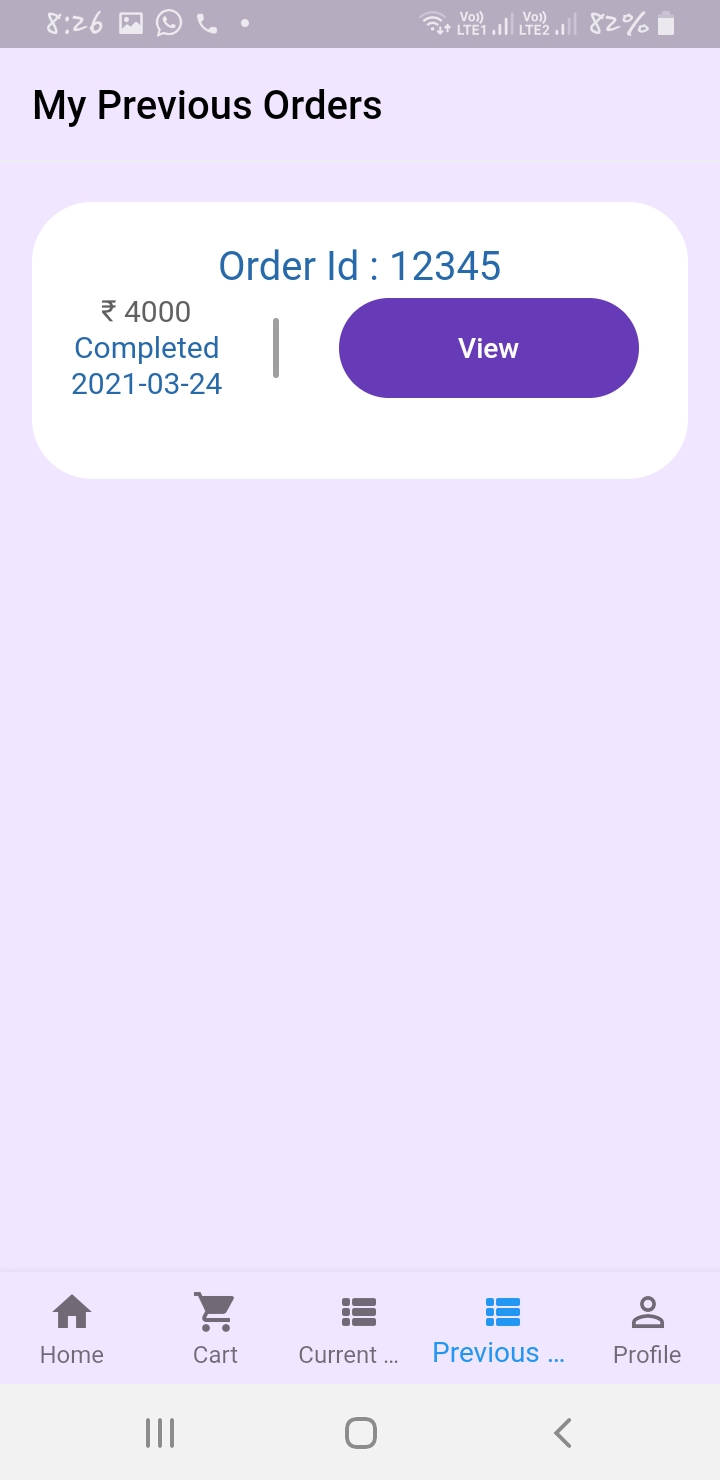 8:26 Vo)) LTE1 Vo)) LTE2 82%
My Previous Orders
Order Id : 12345
₹ 4000
Completed
2021-03-24
View
Home Cart Current ... Previous ... Profile